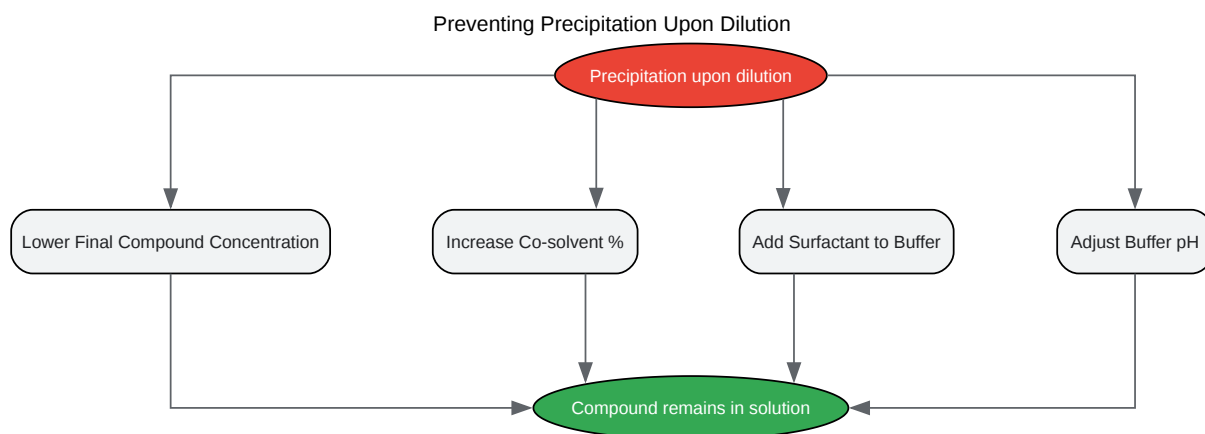 Preventing Precipitation Upon Dilution
Precipitation upon dilution
Lower Final Compound Concentration
Increase Co-solvent %
Add Surfactant to Buffer
Adjust Buffer pH
Compound remains in solution